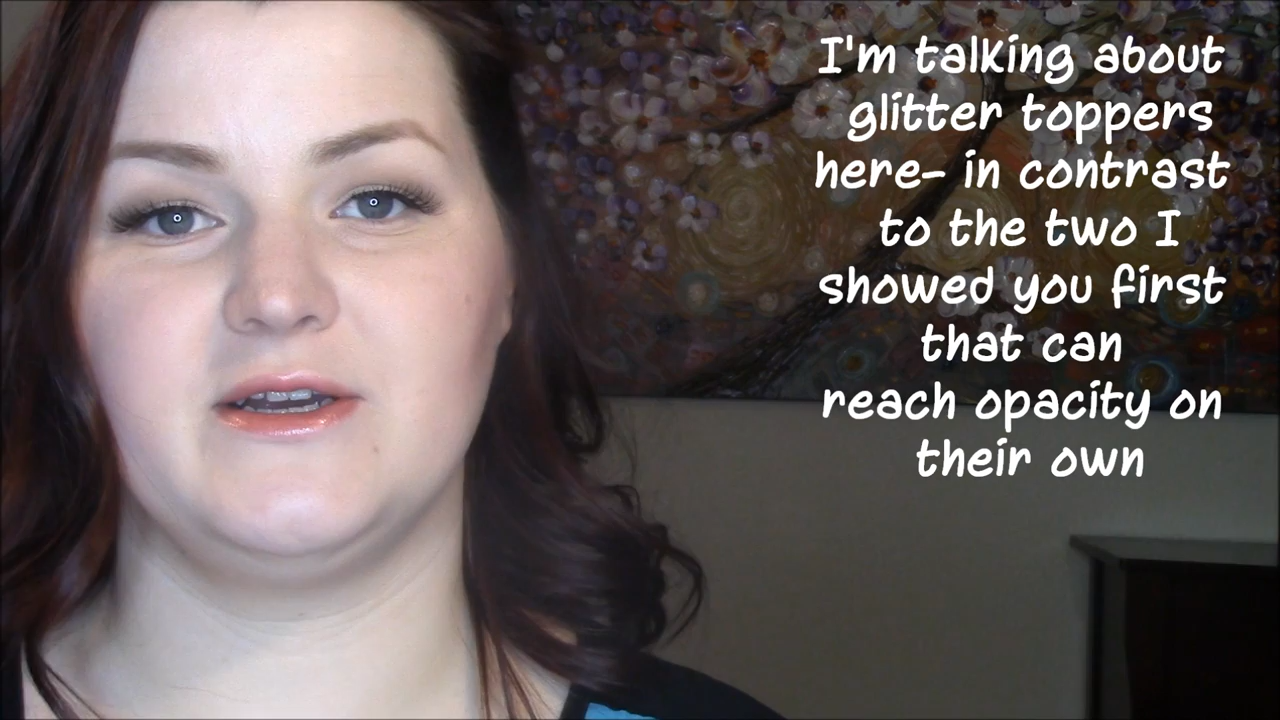 I'm talking about
glitter toppers
here- in contrast
to the two I
showed you first
that can
reach opacity on
their own